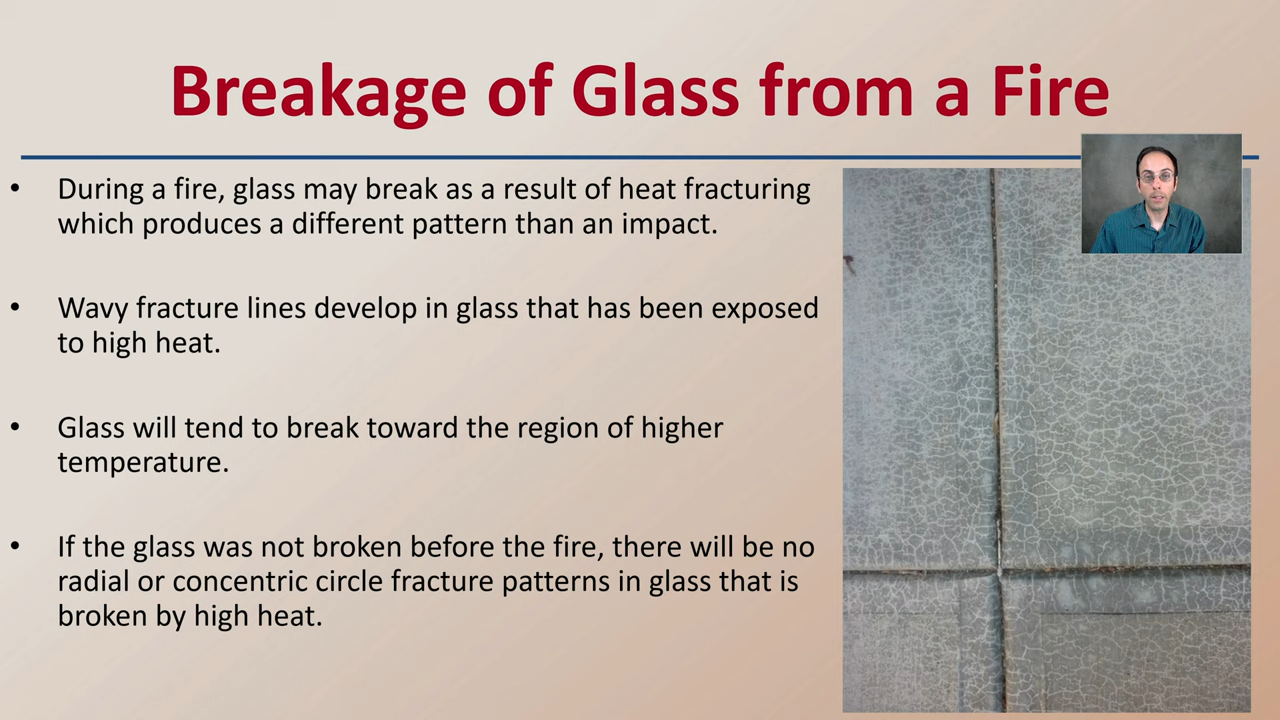 Breakage of Glass from a Fire
• During a fire, glass may break as a result of heat fracturing
which produces a different pattern than an impact.
• Wavy fracture lines develop in glass that has been exposed
to high heat.
• Glass will tend to break toward the region of higher
temperature.
• If the glass was not broken before the fire, there will be no
radial or concentric circle fracture patterns in glass that is
broken by high heat.